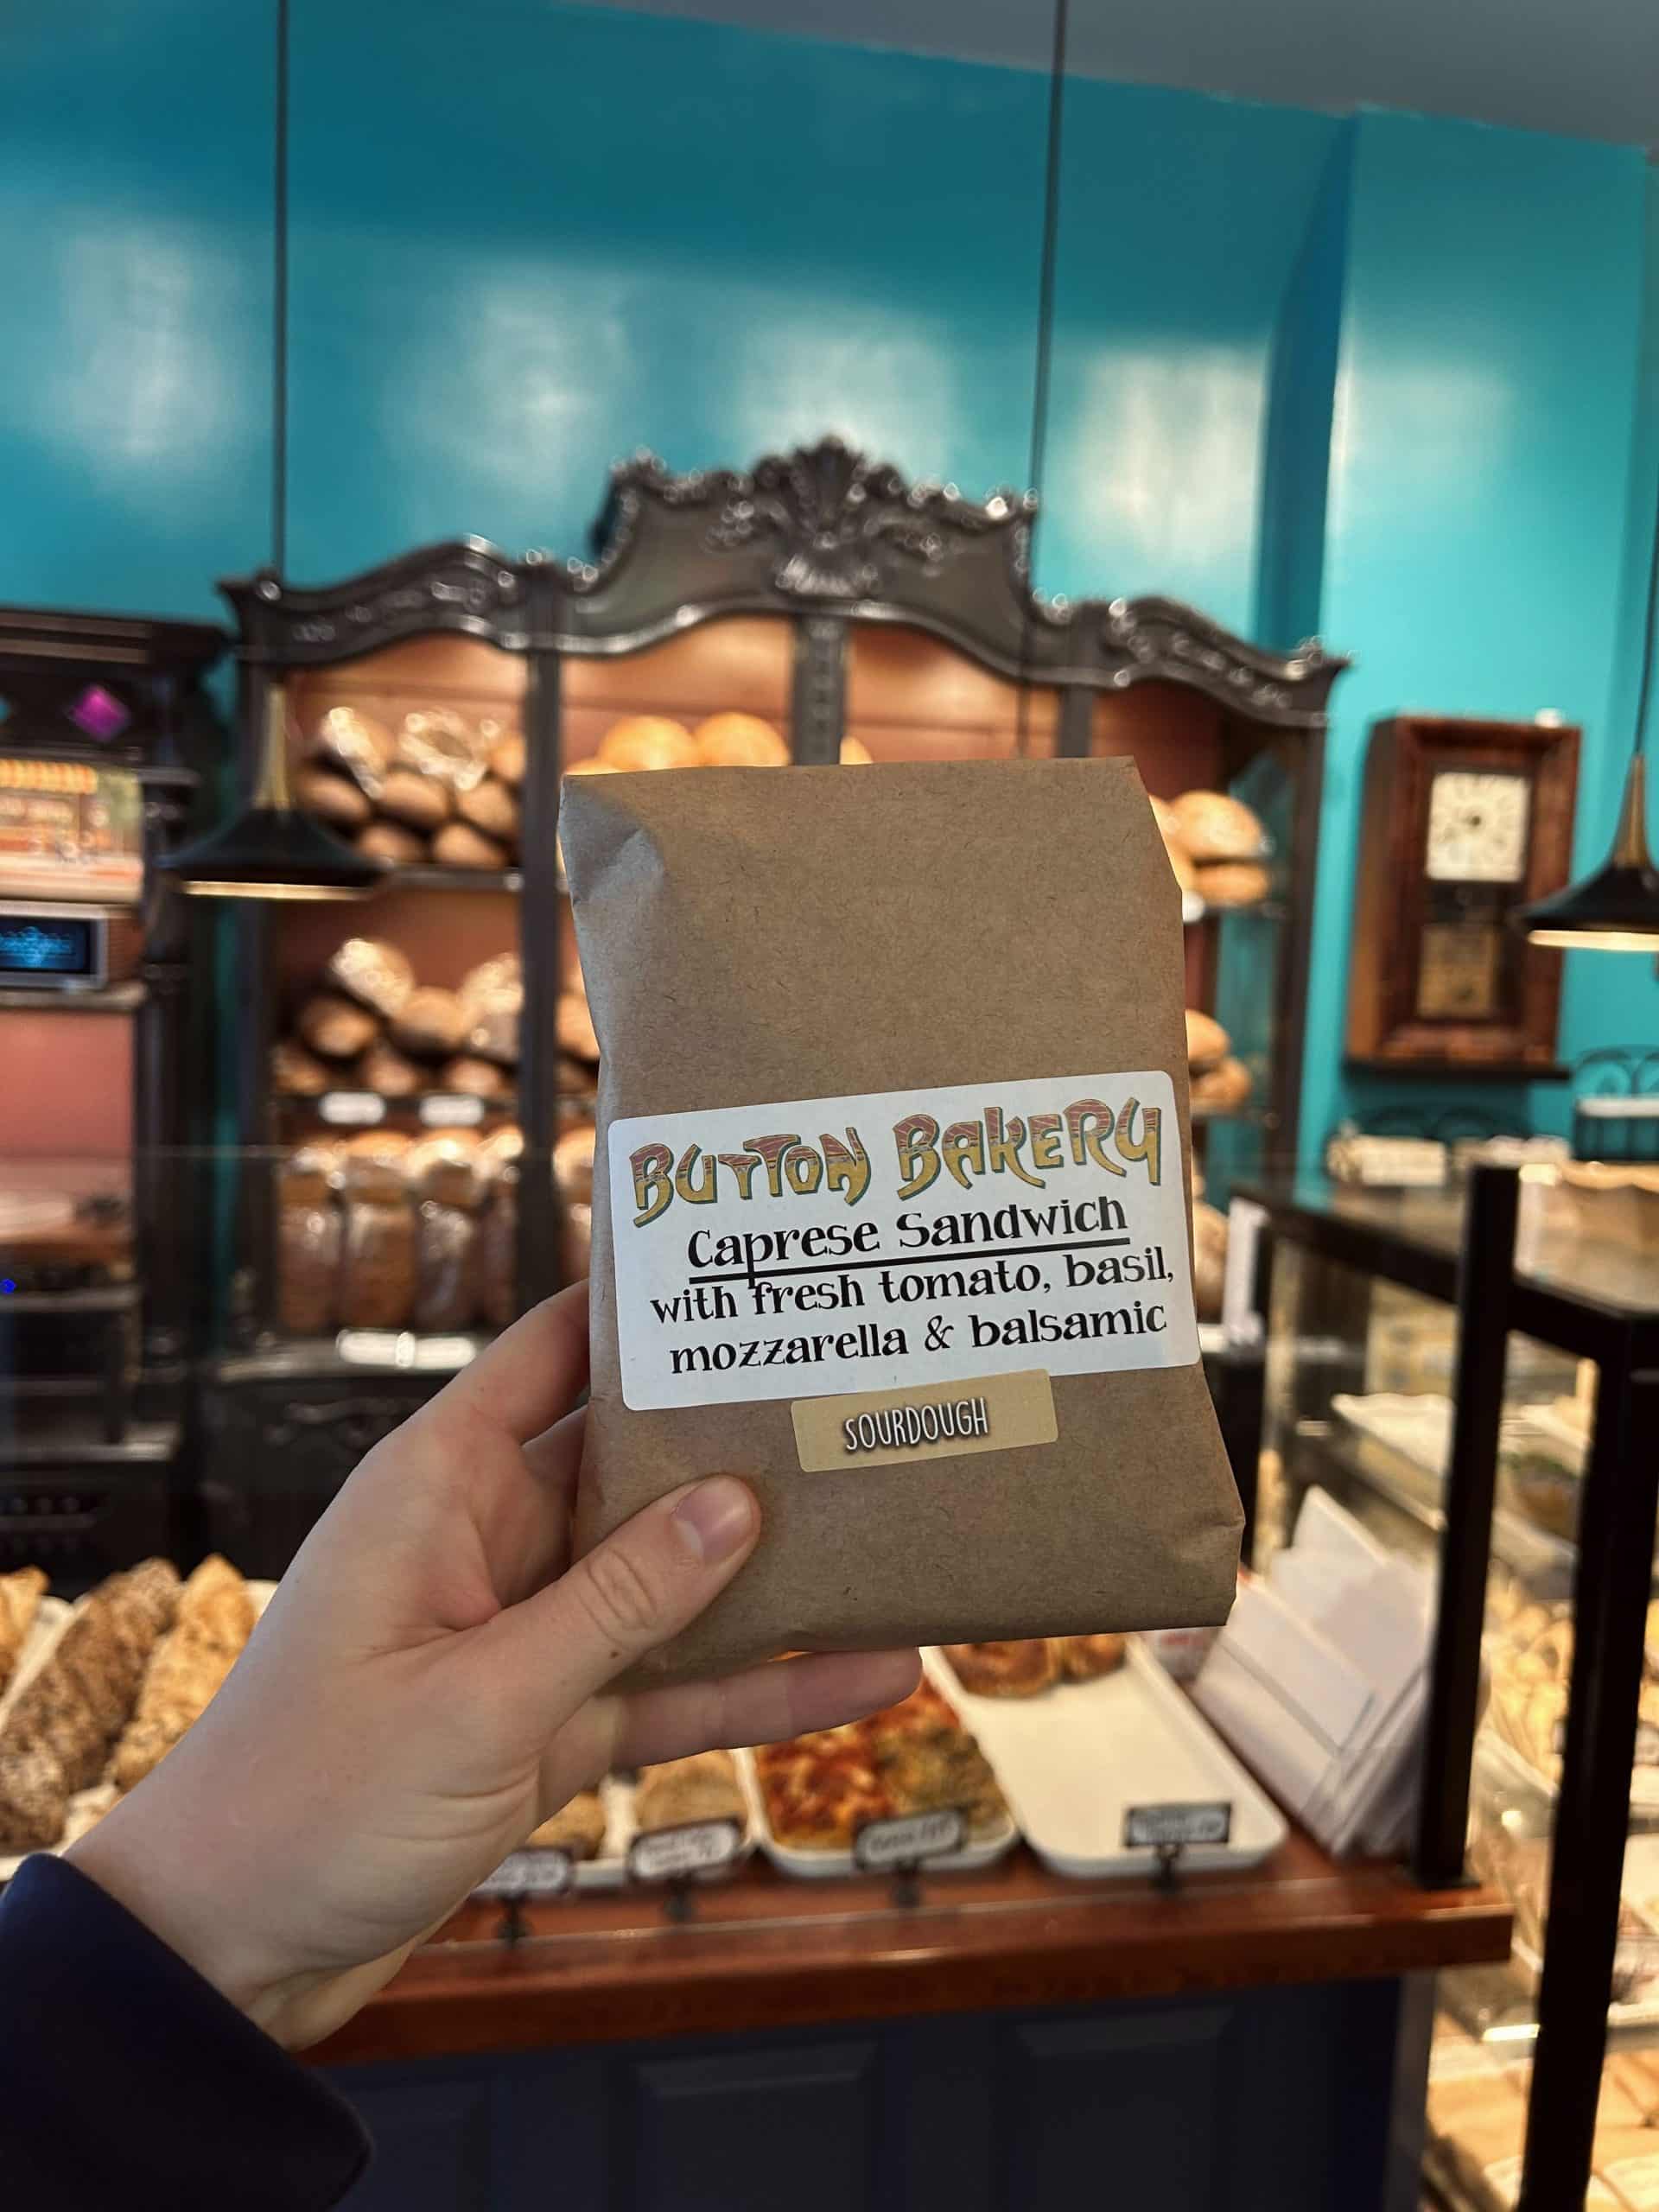 BUTTON BAKERY
Caprese Sandwich
with fresh tomato, basil,
mozzarella & balsamic
SOURDOUGH